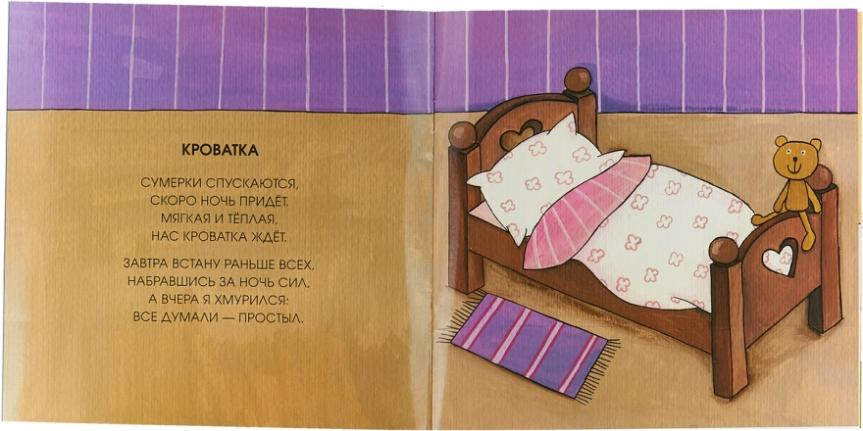 КРОВАТКА
СУМЕРКИ СПУСКАЮТСЯ,
СКОРО НОЧЬ ПРИДЁТ.
МЯГКАЯ И ТЁПЛАЯ,
НАС КРОВАТКА ЖДЁТ.
ЗАВТРА ВСТАНУ РАНЬШЕ ВСЕХ,
НАБРАВШИСЬ ЗА НОЧЬ СИЛ,
А ВЧЕРА Я ХМУРИЛСЯ:
ВСЕ ДУМАЛИ — ПРОСТЫЛ.